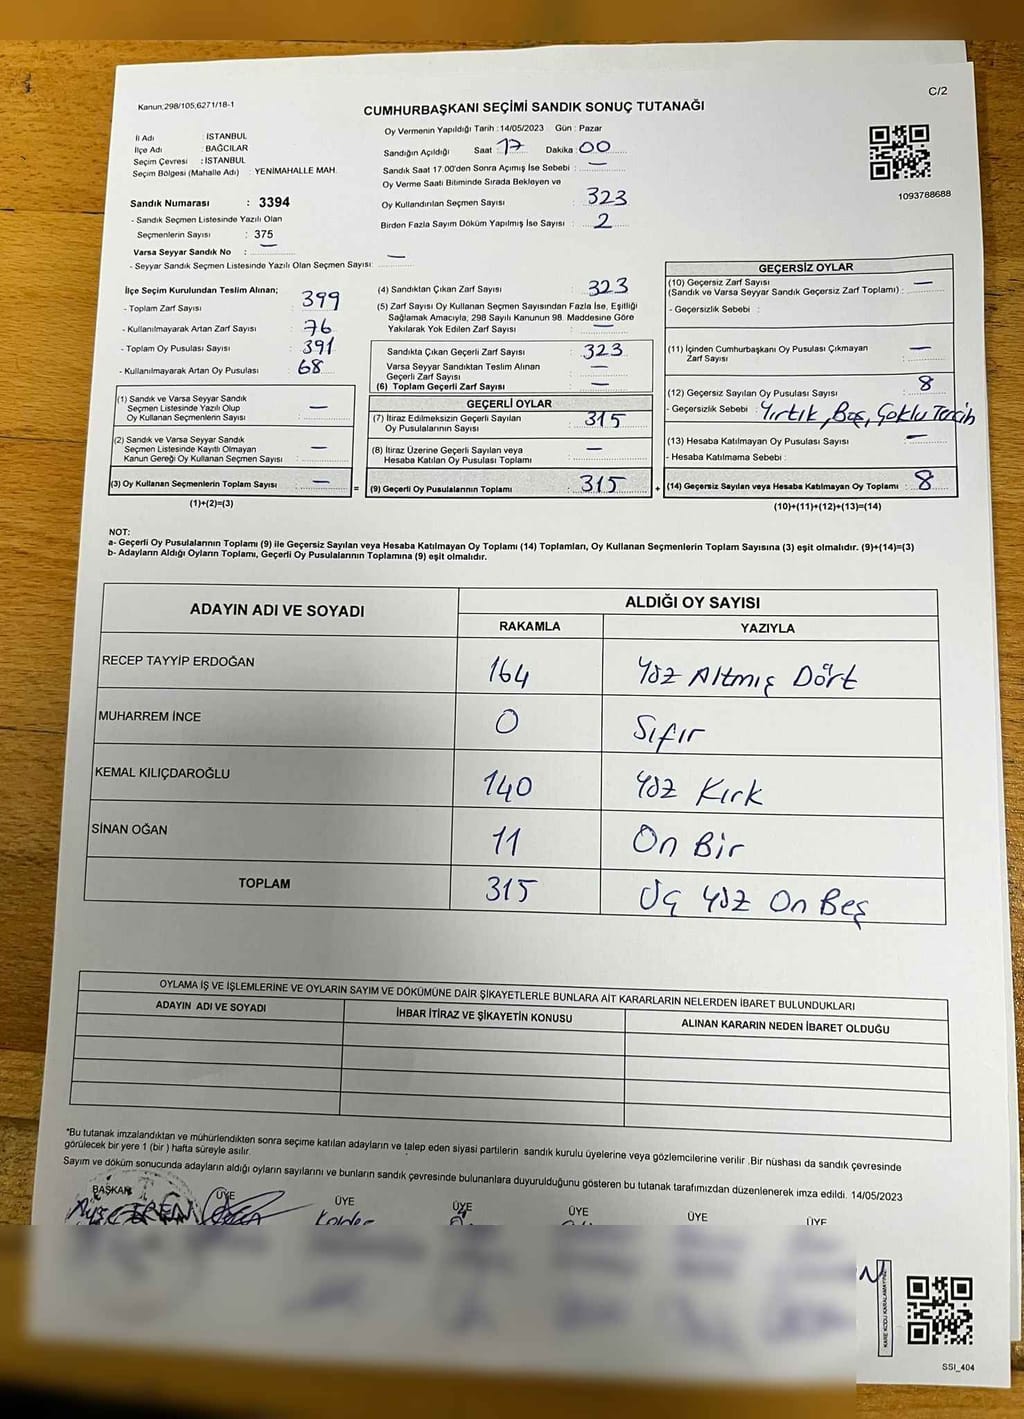 Kanun;298/105;6271/18-1
C/2
CUMHURBAŞKANI SEÇİMİ SANDIK SONUÇ TUTANAĞI
İl Adı : İSTANBUL
İlçe Adı : BAĞCILAR
Seçim Çevresi : İSTANBUL
Seçim Bölgesi (Mahalle Adı) : YENİMAHALLE MAH.
Sandık Numarası : 3394
- Sandık Seçmen Listesinde Yazılı Olan
Seçmenlerin Sayısı : 375
Varsa Seyyar Sandık No : —
- Seyyar Sandık Seçmen Listesinde Yazılı Olan Seçmen Sayısı: —
Oy Vermenin Yapıldığı Tarih : 14/05/2023 Gün : Pazar
Sandığın Açıldığı Saat : 17 Dakika : 00
Sandık Saat 17.00'den Sonra Açımış İse Sebebi : —
Oy Verme Saati Bitiminde Sırada Bekleyen ve
Oy Kullandırılan Seçmen Sayısı : 323
Birden Fazla Sayım Döküm Yapılmış İse Sayısı : 2
1093788688
İlçe Seçim Kurulundan Teslim Alınan;
- Toplam Zarf Sayısı : 399
- Kullanılmayarak Artan Zarf Sayısı : 76
- Toplam Oy Pusulası Sayısı : 391
- Kullanılmayarak Artan Oy Pusulası : 68
(1) Sandık ve Varsa Seyyar Sandık
Seçmen Listesinde Yazılı Olup
Oy Kullanan Seçmenlerin Sayısı : —
(2) Sandık ve Varsa Seyyar Sandık
Seçmen Listesinde Kayıtlı Olmayan
Kanun Gereği Oy Kullanan Seçmen Sayısı : —
(3) Oy Kullanan Seçmenlerin Toplam Sayısı : —
(1)+(2)=(3)
(4) Sandıktan Çıkan Zarf Sayısı : 323
(5) Zarf Sayısı Oy Kullanan Seçmen Sayısından Fazla İse, Eşitliği
Sağlamak Amacıyla; 298 Sayılı Kanunun 98. Maddesine Göre
Yakılarak Yok Edilen Zarf Sayısı : —
Sandıkta Çıkan Geçerli Zarf Sayısı : 323
Varsa Seyyar Sandıktan Teslim Alınan
Geçerli Zarf Sayısı : —
(6) Toplam Geçerli Zarf Sayısı : —
GEÇERLİ OYLAR
(7) İtiraz Edilmeksizin Geçerli Sayılan
Oy Pusulalarının Sayısı : 315
(8) İtiraz Üzerine Geçerli Sayılan veya
Hesaba Katılan Oy Pusulası Toplamı : —
= (9) Geçerli Oy Pusulalarının Toplamı : 315 +
GEÇERSİZ OYLAR
(10) Geçersiz Zarf Sayısı
(Sandık ve Varsa Seyyar Sandık Geçersiz Zarf Toplamı) : —
- Geçersizlik Sebebi :
(11) İçinden Cumhurbaşkanı Oy Pusulası Çıkmayan
Zarf Sayısı : —
(12) Geçersiz Sayılan Oy Pusulası Sayısı : 8
- Geçersizlik Sebebi : Yırtık, Boş, Çoklu Tercih
(13) Hesaba Katılmayan Oy Pusulası Sayısı : —
- Hesaba Katılmama Sebebi :
(14) Geçersiz Sayılan veya Hesaba Katılmayan Oy Toplamı : 8
(10)+(11)+(12)+(13)=(14)
NOT:
a- Geçerli Oy Pusulalarının Toplamı (9) ile Geçersiz Sayılan veya Hesaba Katılmayan Oy Toplamı (14) Toplamları, Oy Kullanan Seçmenlerin Toplam Sayısına (3) eşit olmalıdır. (9)+(14)=(3)
b- Adayların Aldığı Oyların Toplamı, Geçerli Oy Pusulalarının Toplamına (9) eşit olmalıdır.
ADAYIN ADI VE SOYADI ALDIĞI OY SAYISI
RAKAMLA YAZIYLA
RECEP TAYYİP ERDOĞAN 164 Yüz Altmış Dört
MUHARREM İNCE 0 Sıfır
KEMAL KILIÇDAROĞLU 140 Yüz Kırk
SİNAN OĞAN 11 On Bir
TOPLAM 315 Üç Yüz On Beş
OYLAMA İŞ VE İŞLEMLERİNE VE OYLARIN SAYIM VE DÖKÜMÜNE DAİR ŞİKAYETLERLE BUNLARA AİT KARARLARIN NELERDEN İBARET BULUNDUKLARI
ADAYIN ADI VE SOYADI İHBAR İTİRAZ VE ŞİKAYETİN KONUSU ALINAN KARARIN NEDEN İBARET OLDUĞU
*Bu tutanak imzalandıktan ve mühürlendikten sonra seçime katılan adayların ve talep eden siyasi partilerin sandık kurulu üyelerine veya gözlemcilerine verilir .Bir nüshası da sandık çevresinde
görülecek bir yere 1 (bir ) hafta süreyle asılır.
Sayım ve döküm sonucunda adayların aldığı oyların sayılarını ve bunların sandık çevresinde bulunanlara duyurulduğunu gösteren bu tutanak tarafımızdan düzenlenerek imza edildi. 14/05/2023
BAŞKAN ÜYE ÜYE ÜYE ÜYE ÜYE ÜYE
KARE KODU KARALAMAYINIZ
SSI_404